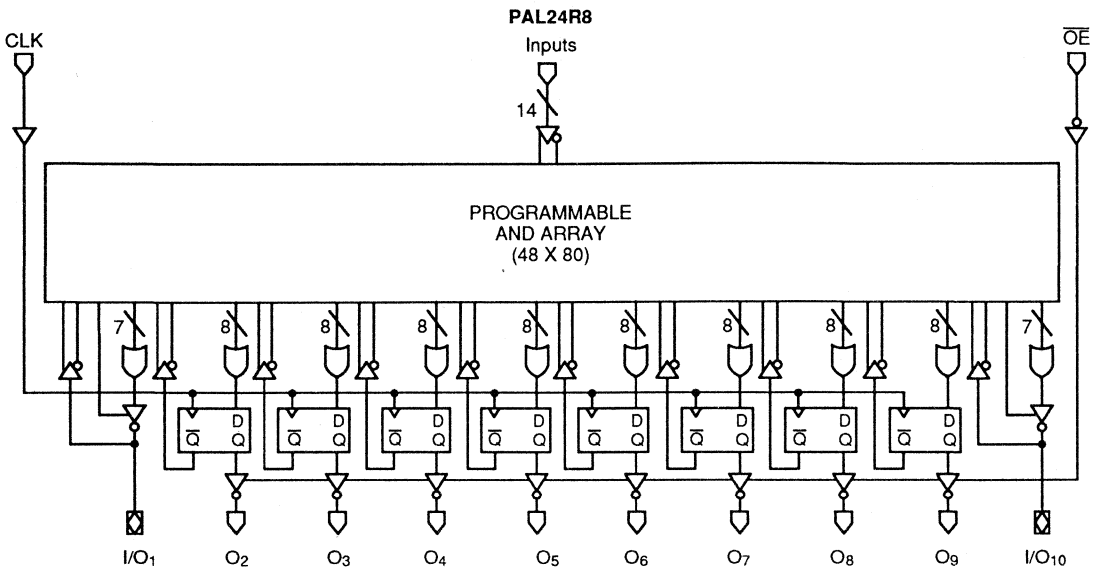 PAL24R8
CLK
Inputs
OE
14
PROGRAMMABLE
AND ARRAY
(48 X 80)
7 8 8 8 8 8 8 8 8 7
D D D D D D D D
Q̅ Q Q̅ Q Q̅ Q Q̅ Q Q̅ Q Q̅ Q Q̅ Q Q̅ Q
I/O₁ O₂ O₃ O₄ O₅ O₆ O₇ O₈ O₉ I/O₁₀